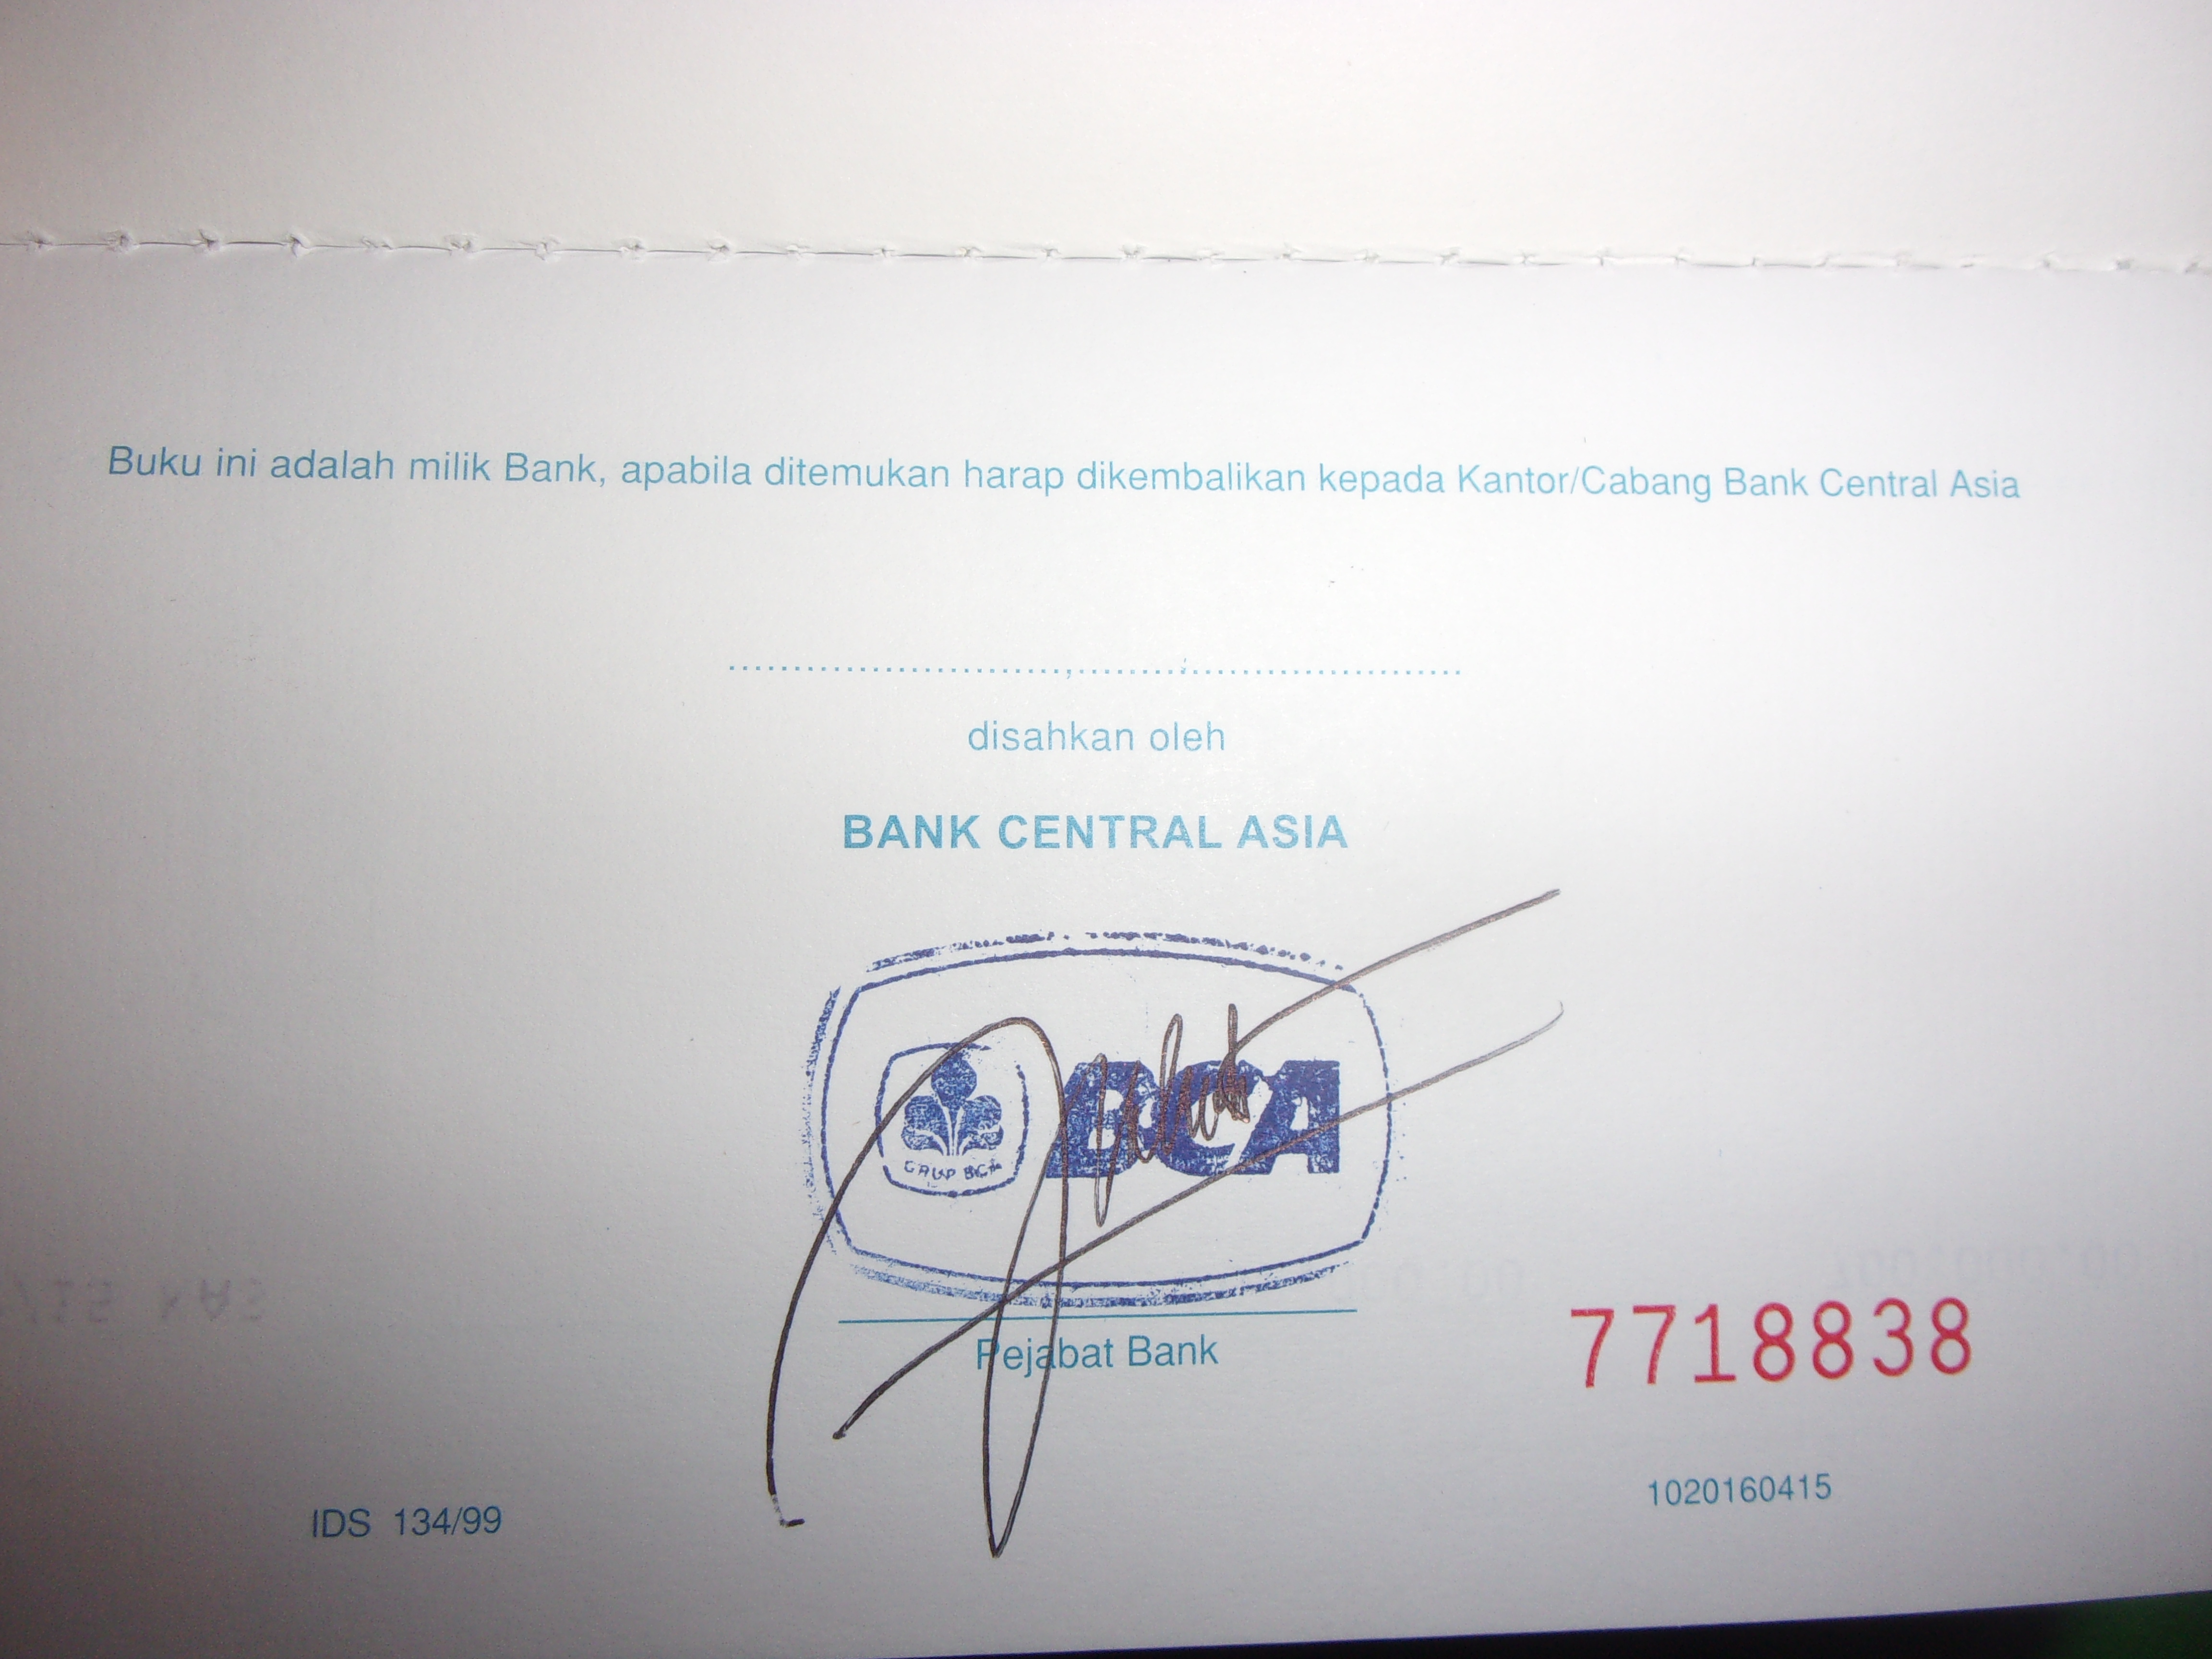 Buku ini adalah milik Bank, apabila ditemukan harap dikembalikan kepada Kantor/Cabang Bank Central Asia
disahkan oleh
BANK CENTRAL ASIA
BCA
GRUP BCA
Pejabat Bank
7718838
1020160415
IDS 134/99